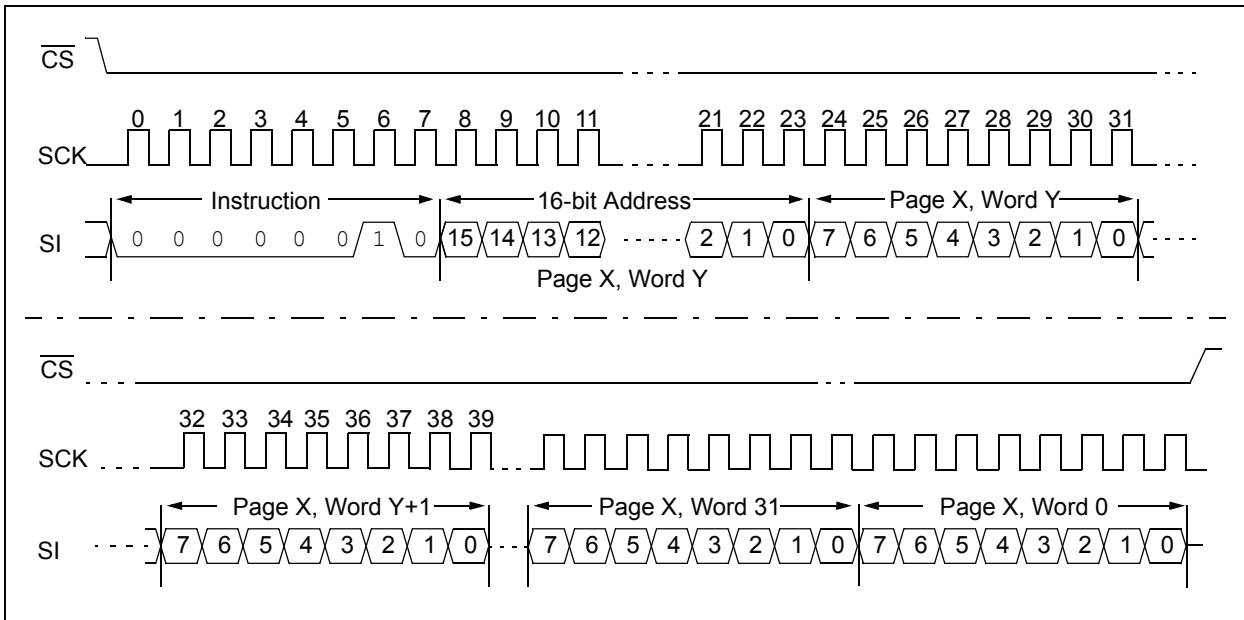 CS
0 1 2 3 4 5 6 7 8 9 10 11 21 22 23 24 25 26 27 28 29 30 31
SCK
Instruction 16-bit Address Page X, Word Y
SI 0 0 0 0 0 0 1 0 15 14 13 12 2 1 0 7 6 5 4 3 2 1 0
Page X, Word Y
CS
32 33 34 35 36 37 38 39
SCK
Page X, Word Y+1 Page X, Word 31 Page X, Word 0
SI 7 6 5 4 3 2 1 0 7 6 5 4 3 2 1 0 7 6 5 4 3 2 1 0